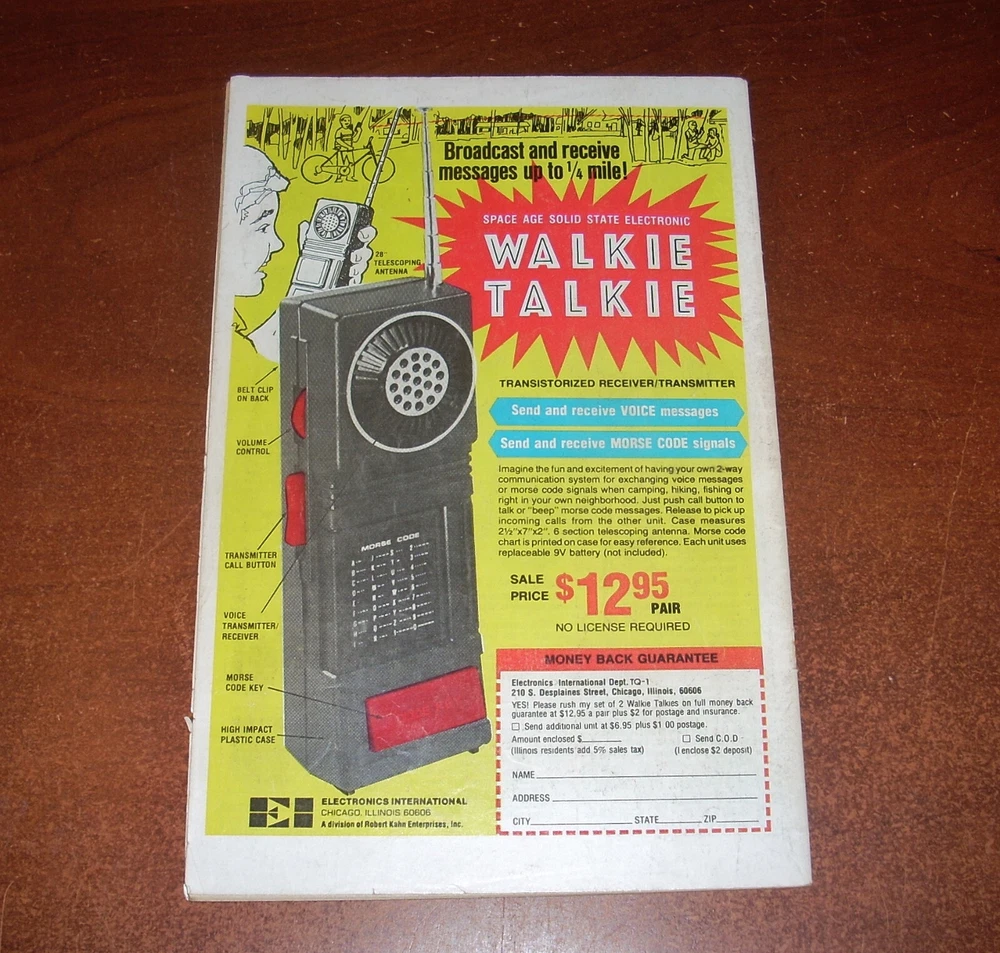 Broadcast and receive
messages up to 1/4 mile!
SPACE AGE SOLID STATE ELECTRONIC
WALKIE
TALKIE
28"
TELESCOPING
ANTENNA
TRANSISTORIZED RECEIVER/TRANSMITTER
Send and receive VOICE messages
Send and receive MORSE CODE signals
Imagine the fun and excitement of having your own 2-way
communication system for exchanging voice messages
or morse code signals when camping, hiking, fishing or
right in your own neighborhood. Just push call button to
talk or "beep" morse code messages. Release to pick up
incoming calls from the other unit. Case measures
2½"x7"x2". 6 section telescoping antenna. Morse code
chart is printed on case for easy reference. Each unit uses
replaceable 9V battery (not included).
SALE
PRICE $12.95
PAIR
NO LICENSE REQUIRED
BELT CLIP
ON BACK
VOLUME
CONTROL
TRANSMITTER
CALL BUTTON
VOICE
TRANSMITTER/
RECEIVER
MORSE
CODE KEY
HIGH IMPACT
PLASTIC CASE
MORSE CODE
MONEY BACK GUARANTEE
Electronics International Dept. TQ-1
210 S. Desplaines Street, Chicago, Illinois, 60606
YES! Please rush my set of 2 Walkie Talkies on full money back
guarantee at $12.95 a pair plus $2 for postage and insurance.
Send additional unit at $6.95 plus $1.00 postage.
Amount enclosed $ Send C.O.D
(Illinois residents add 5% sales tax) (I enclose $2 deposit)
NAME
ADDRESS
CITY STATE ZIP
EI
ELECTRONICS INTERNATIONAL
CHICAGO, ILLINOIS 60606
A division of Robert Kahn Enterprises, Inc.